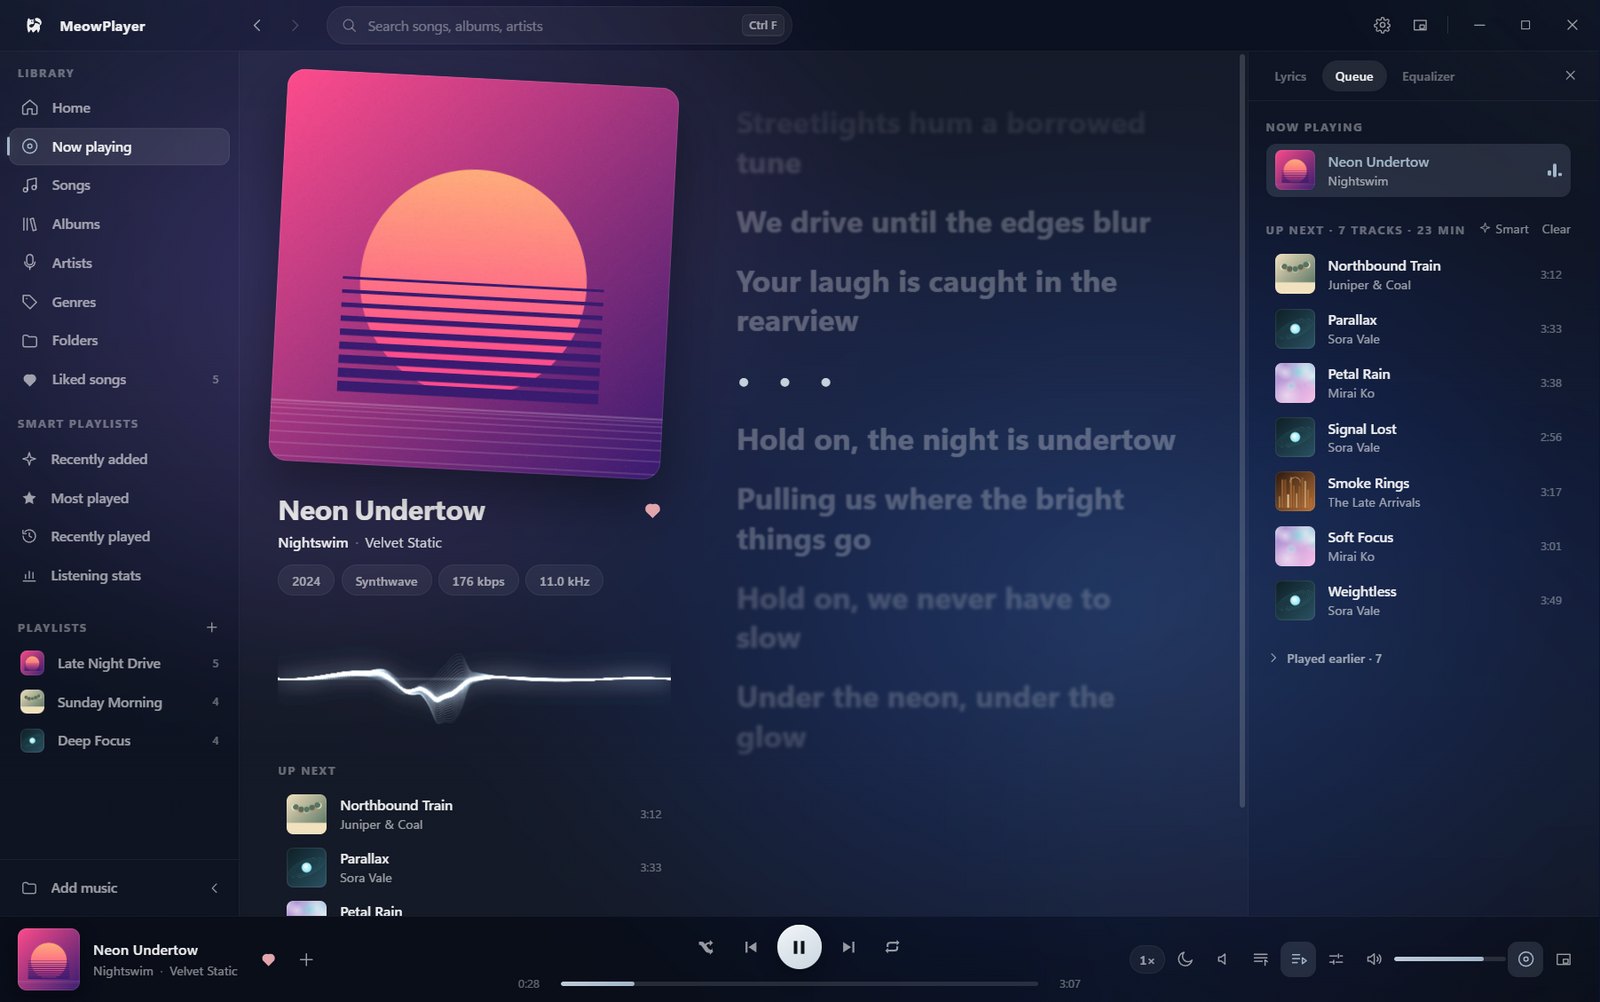 MeowPlayer
Search songs, albums, artists
Ctrl F
LIBRARY
Home
Now playing
Songs
Albums
Artists
Genres
Folders
Liked songs 5
SMART PLAYLISTS
Recently added
Most played
Recently played
Listening stats
PLAYLISTS
Late Night Drive 5
Sunday Morning 4
Deep Focus 4
Add music
Neon Undertow
Nightswim · Velvet Static
2024
Synthwave
176 kbps
11.0 kHz
UP NEXT
Northbound Train
Juniper & Coal
3:12
Parallax
Sora Vale
3:33
Petal Rain
Streetlights hum a borrowed
tune
We drive until the edges blur
Your laugh is caught in the
rearview
Hold on, the night is undertow
Pulling us where the bright
things go
Hold on, we never have to
slow
Under the neon, under the
glow
Lyrics
Queue
Equalizer
NOW PLAYING
Neon Undertow
Nightswim
UP NEXT · 7 TRACKS · 23 MIN
Smart
Clear
Northbound Train
Juniper & Coal
3:12
Parallax
Sora Vale
3:33
Petal Rain
Mirai Ko
3:38
Signal Lost
Sora Vale
2:56
Smoke Rings
The Late Arrivals
3:17
Soft Focus
Mirai Ko
3:01
Weightless
Sora Vale
3:49
Played earlier · 7
Neon Undertow
Nightswim · Velvet Static
0:28
3:07
1×